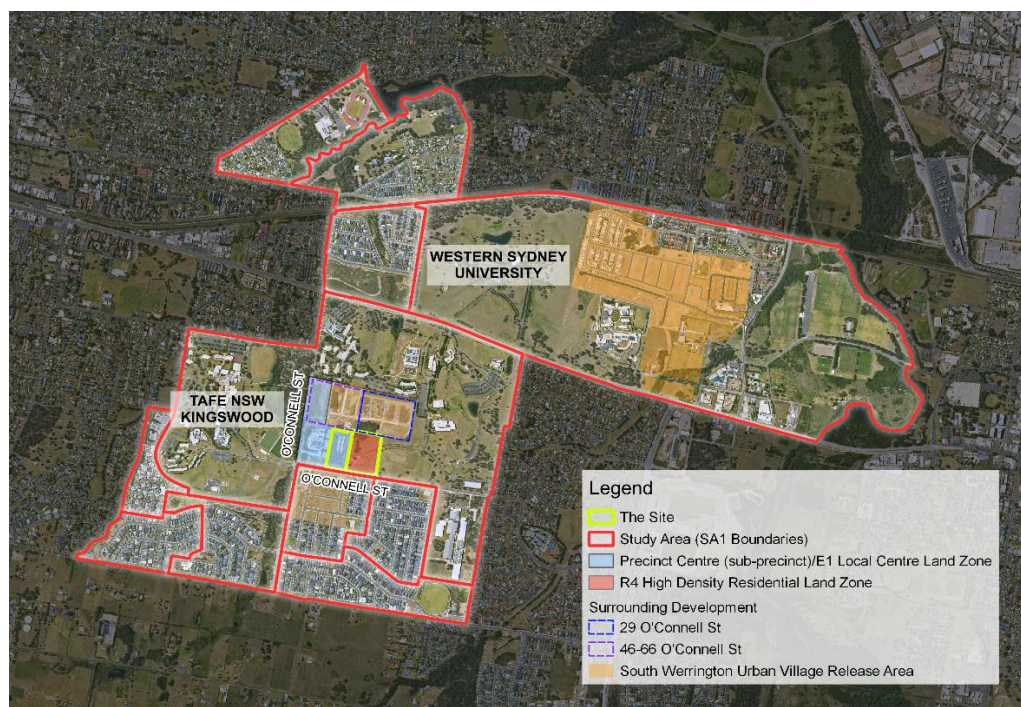 WESTERN SYDNEY
UNIVERSITY
TAFE NSW
KINGSWOOD
O'CONNELL ST
O'CONNELL ST
Legend
The Site
Study Area (SA1 Boundaries)
Precinct Centre (sub-precinct)/E1 Local Centre Land Zone
R4 High Density Residential Land Zone
Surrounding Development
29 O'Connell St
46-66 O'Connell St
South Werrington Urban Village Release Area